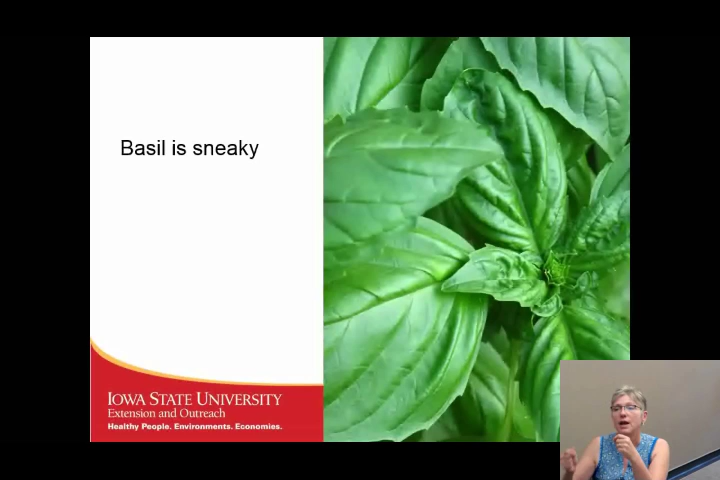 Basil is sneaky
IOWA STATE UNIVERSITY
Extension and Outreach
Healthy People. Environments. Economies.